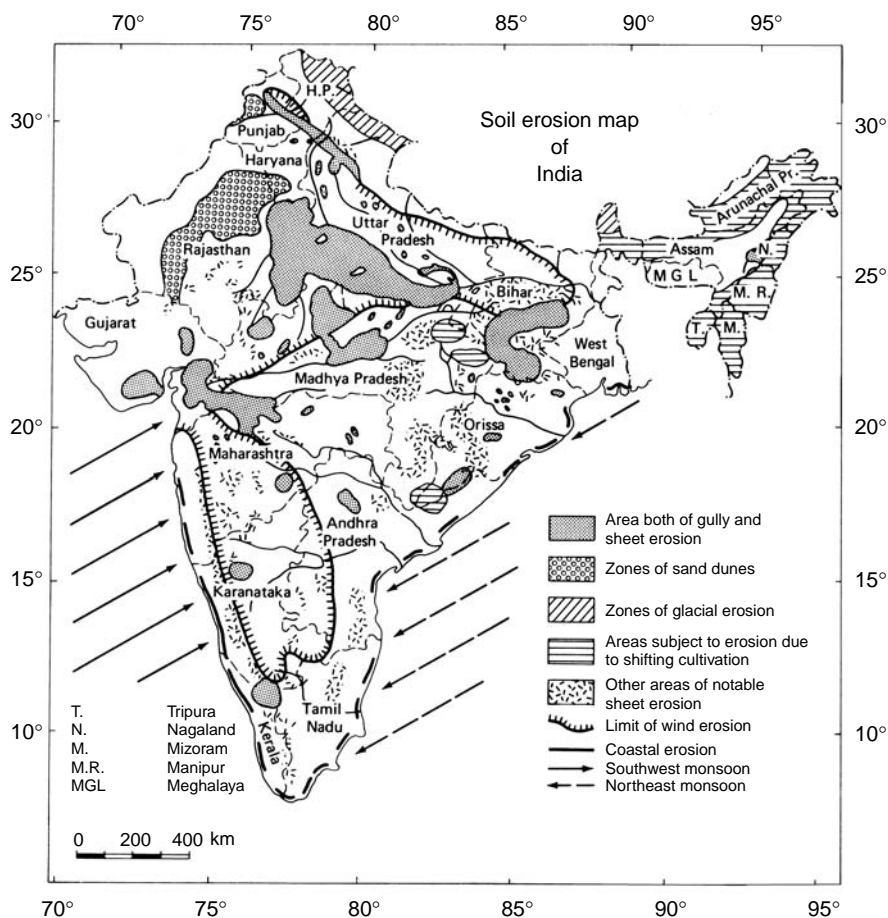 70° 75° 80° 85° 90° 95°
H.P.
Soil erosion map
of
India
30° 30°
Punjab
Haryana
Arunachal Pr.
Uttar
Pradesh
Rajasthan
Assam
N.
25° 25°
Bihar
M G L
M. R.
Gujarat
T.
M.
West
Bengal
Madhya Pradesh
20° 20°
Orissa
Maharashtra
Andhra
Pradesh
Area both of gully and
sheet erosion
15° 15°
Zones of sand dunes
Karanataka
Zones of glacial erosion
Areas subject to erosion due
to shifting cultivation
Other areas of notable
sheet erosion
10° 10°
Tamil
Nadu
Kerala
Limit of wind erosion
Coastal erosion
Southwest monsoon
Northeast monsoon
T. Tripura
N. Nagaland
M. Mizoram
M.R. Manipur
MGL Meghalaya
0 200 400 km
70° 75° 80° 85° 90° 95°